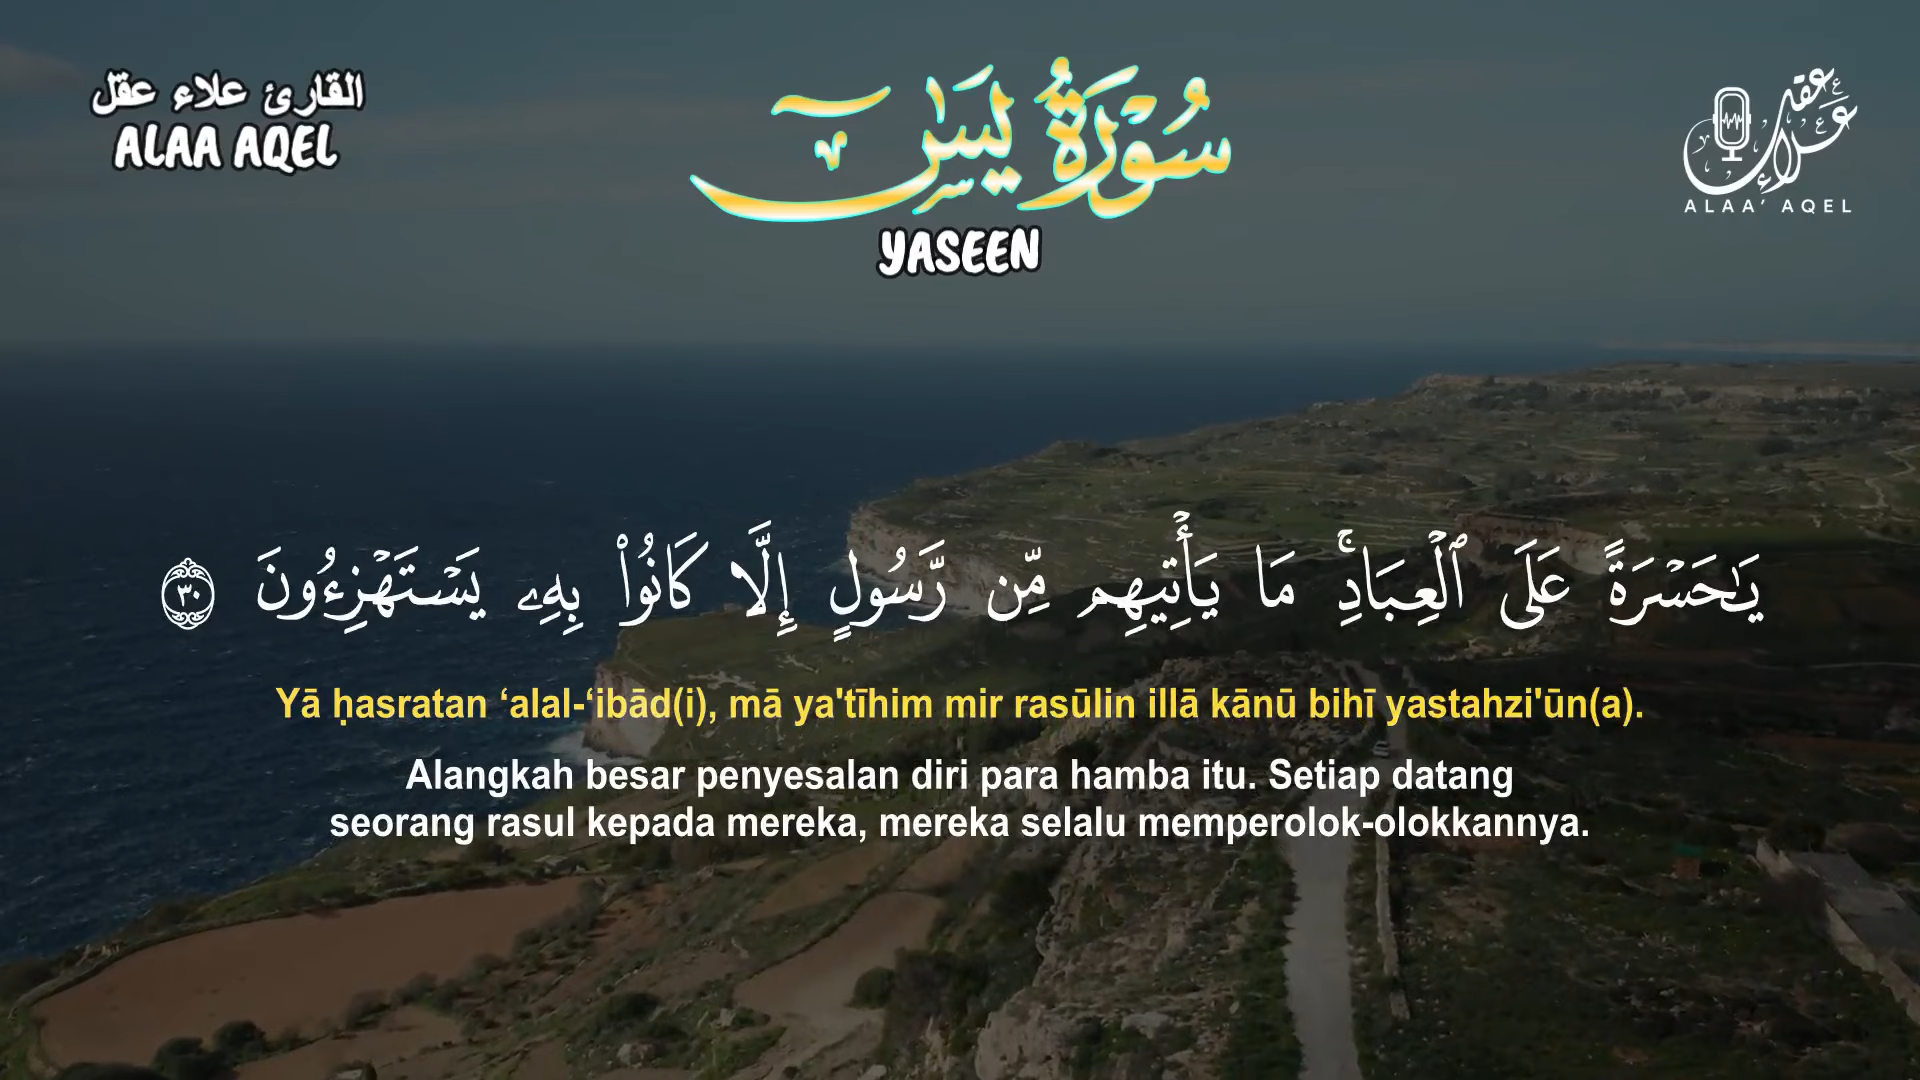 القارئ علاء عقل
ALAA AQEL
سُوْرَةُ يٰسٓ
YASEEN
علاء عقل
ALAA' AQEL
يَـٰحَسْرَةً عَلَى ٱلْعِبَادِ ۚ مَا يَأْتِيهِم مِّن رَّسُولٍ إِلَّا كَانُوا۟ بِهِۦ يَسْتَهْزِءُونَ ٣٠
Yā ḥasratan ‘alal-‘ibād(i), mā ya'tīhim mir rasūlin illā kānū bihī yastahzi'ūn(a).
Alangkah besar penyesalan diri para hamba itu. Setiap datang
seorang rasul kepada mereka, mereka selalu memperolok-olokkannya.